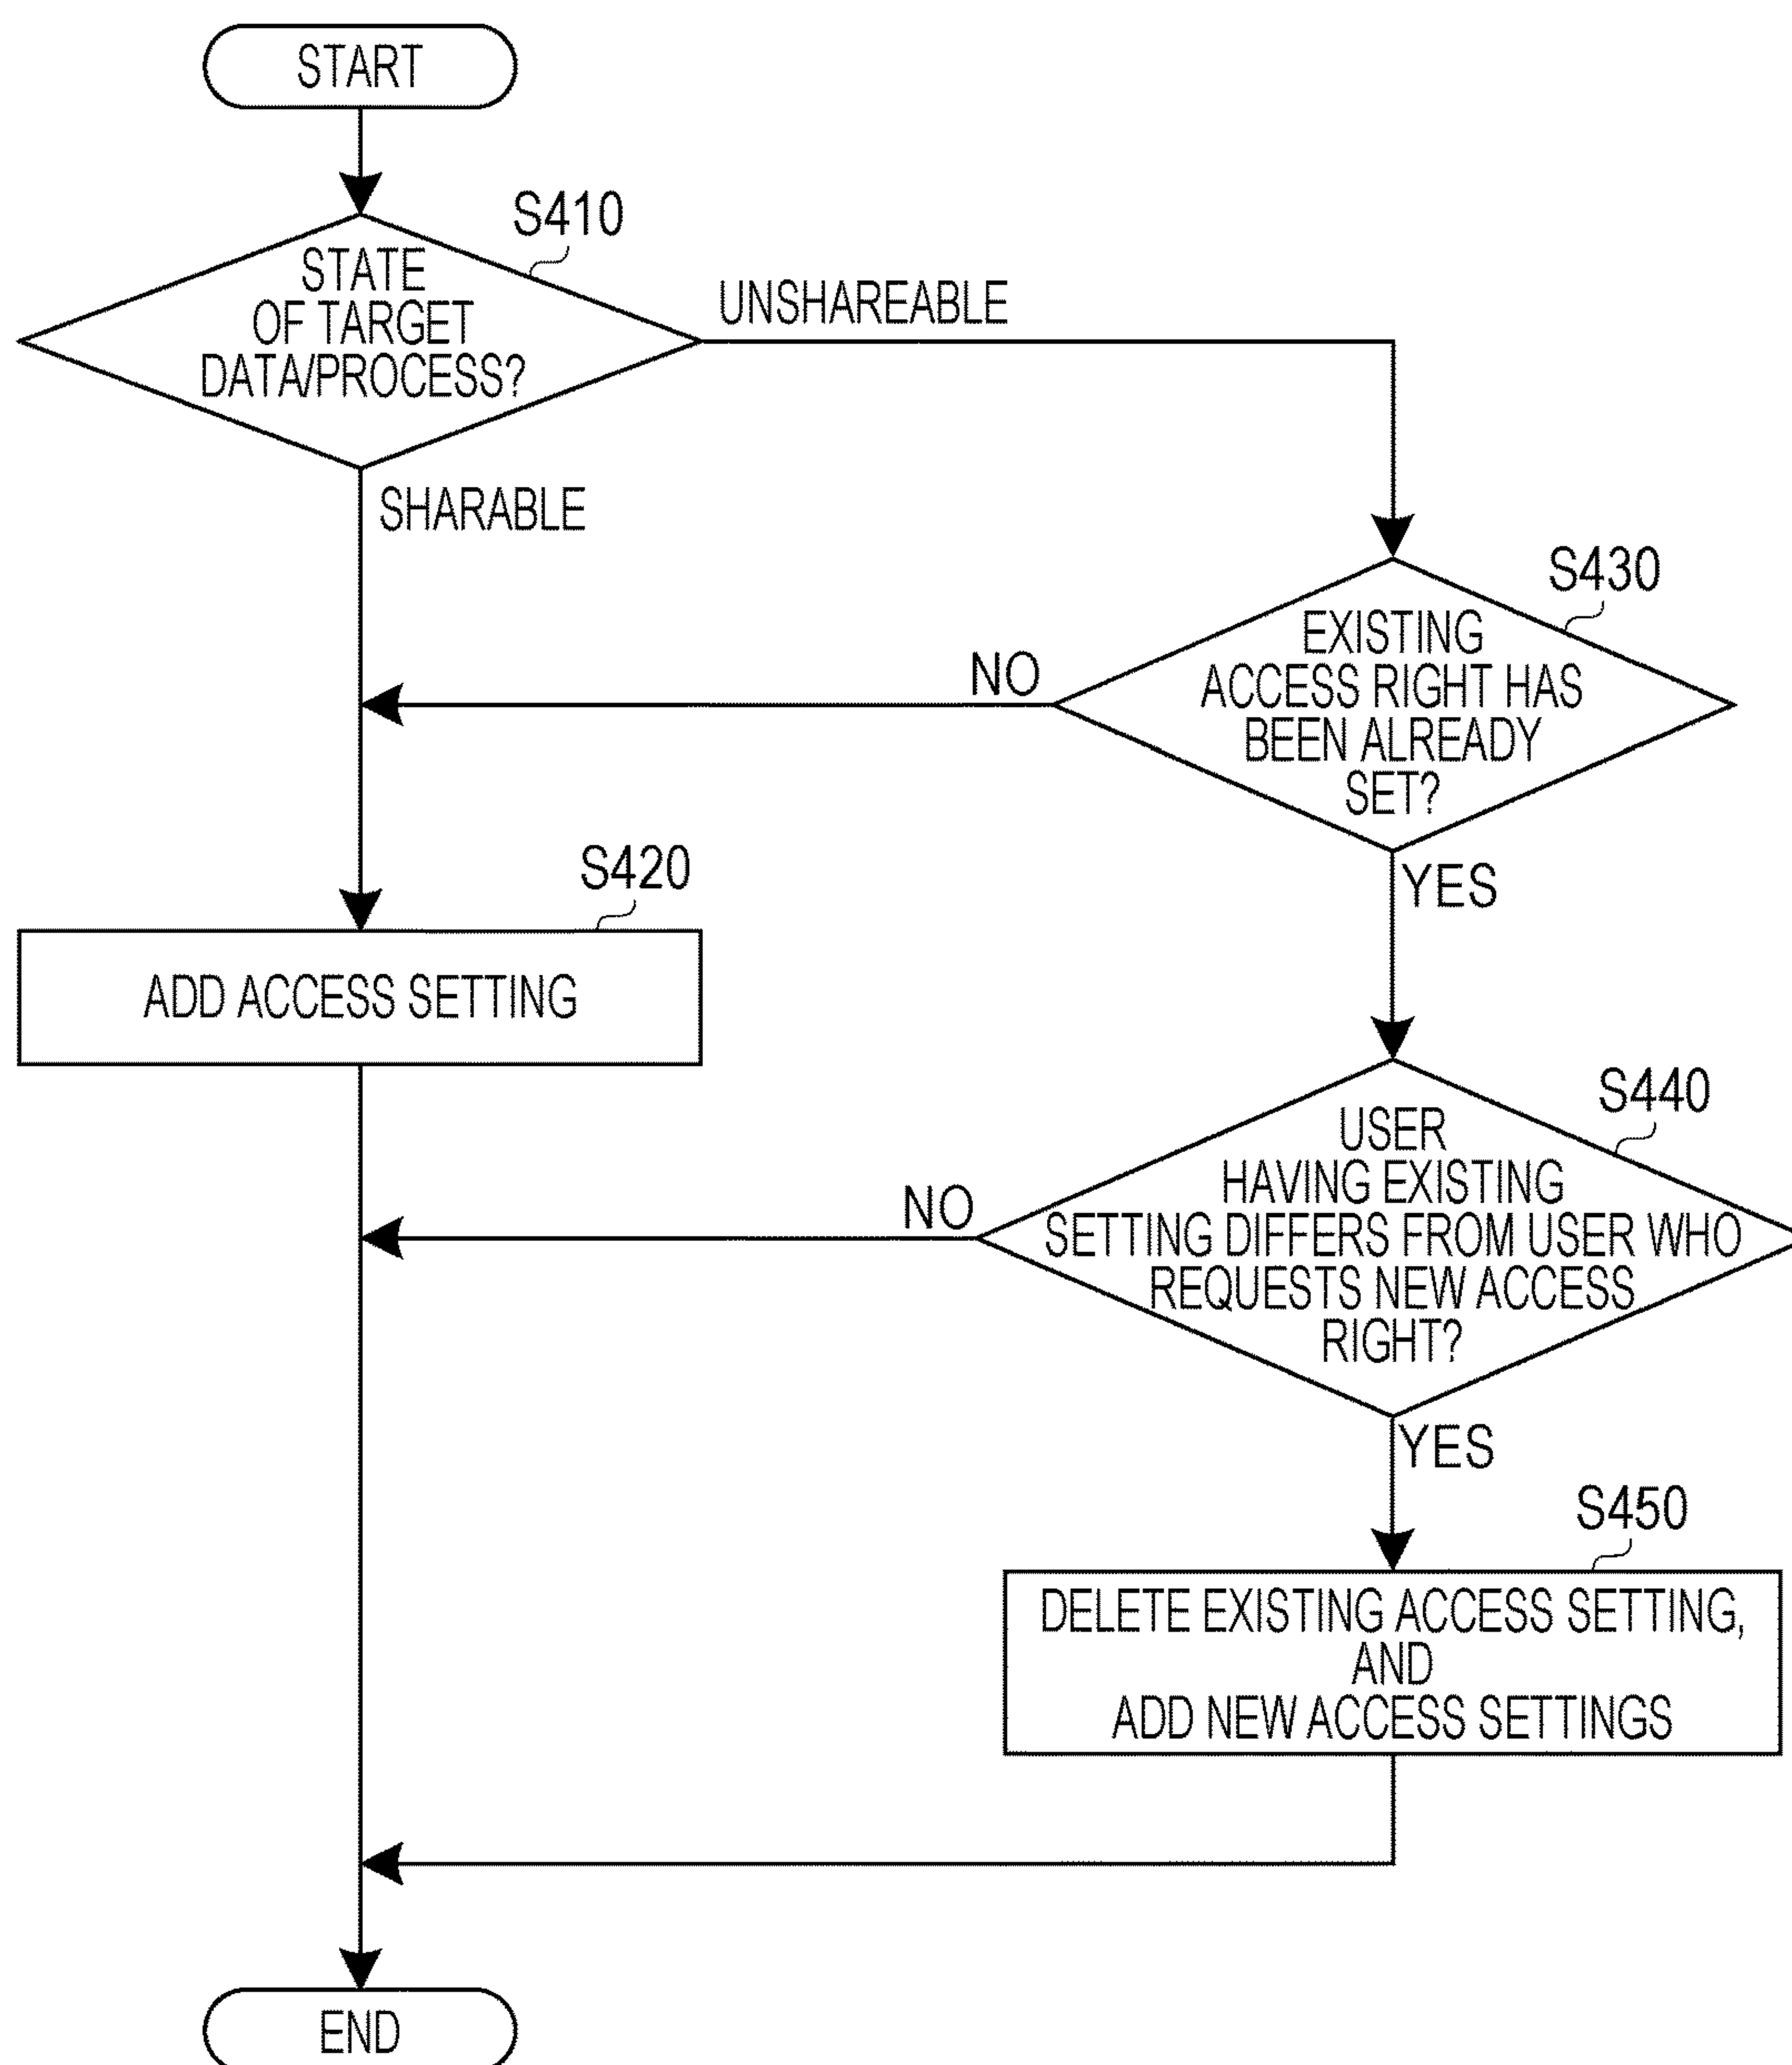 START
S410
STATE
OF TARGET
DATA/PROCESS?
UNSHAREABLE
SHARABLE
S430
EXISTING
ACCESS RIGHT HAS
BEEN ALREADY
SET?
NO
YES
S420
ADD ACCESS SETTING
S440
USER
HAVING EXISTING
SETTING DIFFERS FROM USER WHO
REQUESTS NEW ACCESS
RIGHT?
NO
YES
S450
DELETE EXISTING ACCESS SETTING,
AND
ADD NEW ACCESS SETTINGS
END